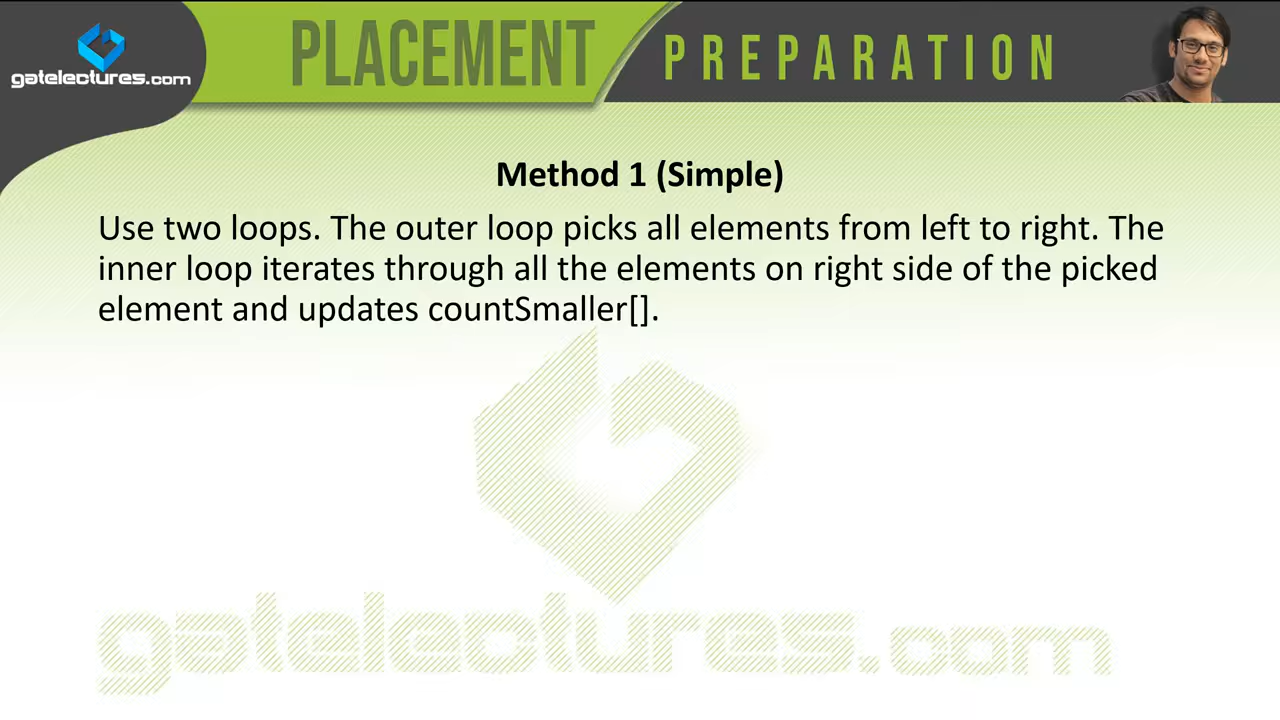 gatelectures.com
PLACEMENT PREPARATION
Method 1 (Simple)
Use two loops. The outer loop picks all elements from left to right. The
inner loop iterates through all the elements on right side of the picked
element and updates countSmaller[].
gatelectures.com